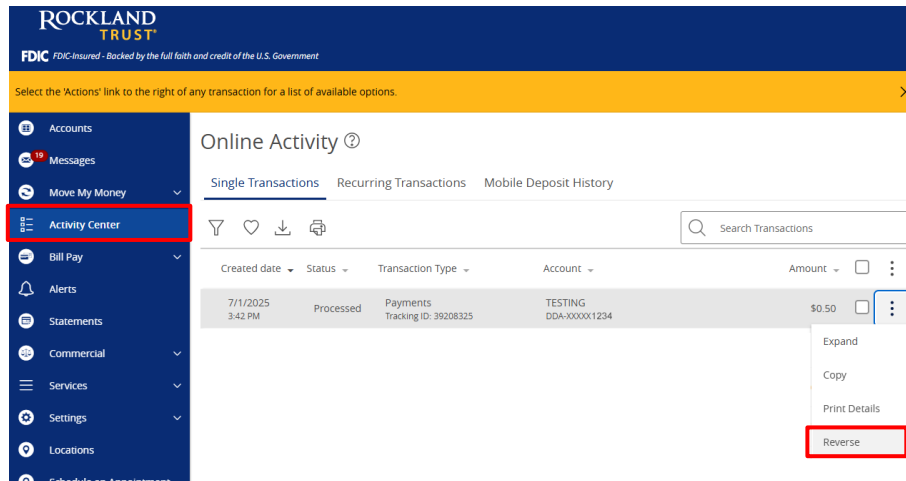 ROCKLAND
TRUST
FDIC FDIC-Insured - Backed by the full faith and credit of the U.S. Government
Select the 'Actions' link to the right of any transaction for a list of available options.
Accounts
19 Messages
Move My Money
Activity Center
Bill Pay
Alerts
Statements
Commercial
Services
Settings
Locations
Schedule an Appointment
Online Activity ?
Single Transactions Recurring Transactions Mobile Deposit History
Search Transactions
Created date Status Transaction Type Account Amount
7/1/2025 Processed Payments TESTING $0.50
3:42 PM Tracking ID: 39208325 DDA-XXXXX1234
Expand
Copy
Print Details
Reverse